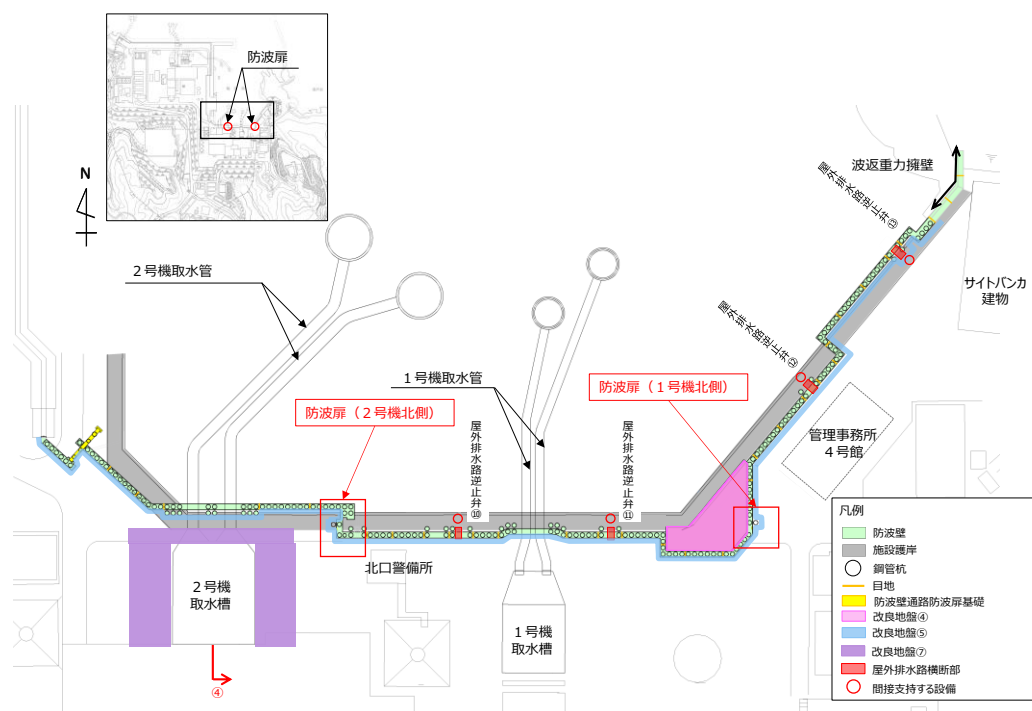 防波扉
N
波返重力擁壁
屋外排水路逆止弁⑬
サイトバンカ
建物
2号機取水管
屋外排水路逆止弁⑫
1号機取水管
防波扉（1号機北側）
防波扉（2号機北側）
屋外排水路逆止弁⑩
屋外排水路逆止弁⑪
管理事務所
4号館
北口警備所
2号機
取水槽
1号機
取水槽
④
凡例
防波壁
施設護岸
鋼管杭
目地
防波壁通路防波扉基礎
改良地盤④
改良地盤⑤
改良地盤⑦
屋外排水路横断部
間接支持する設備